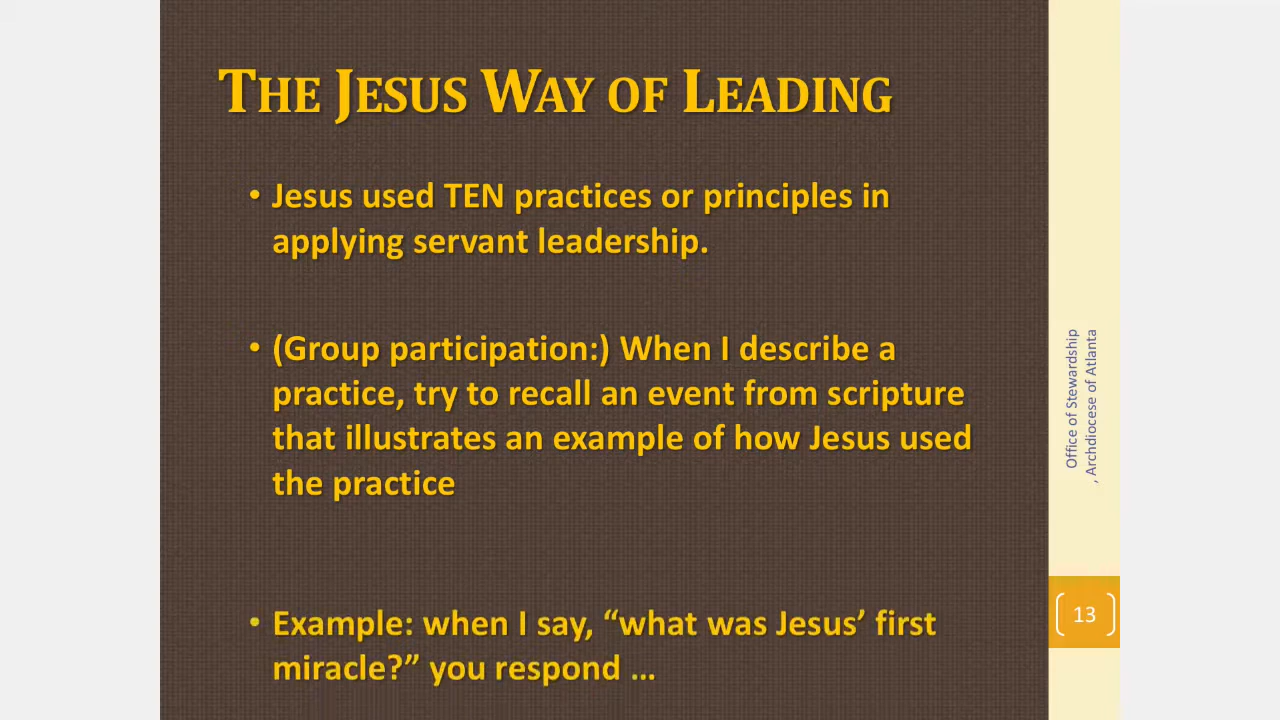 THE JESUS WAY OF LEADING
• Jesus used TEN practices or principles in
applying servant leadership.
• (Group participation:) When I describe a
practice, try to recall an event from scripture
that illustrates an example of how Jesus used
the practice
• Example: when I say, “what was Jesus’ first
miracle?” you respond …
Office of Stewardship
, Archdiocese of Atlanta
13